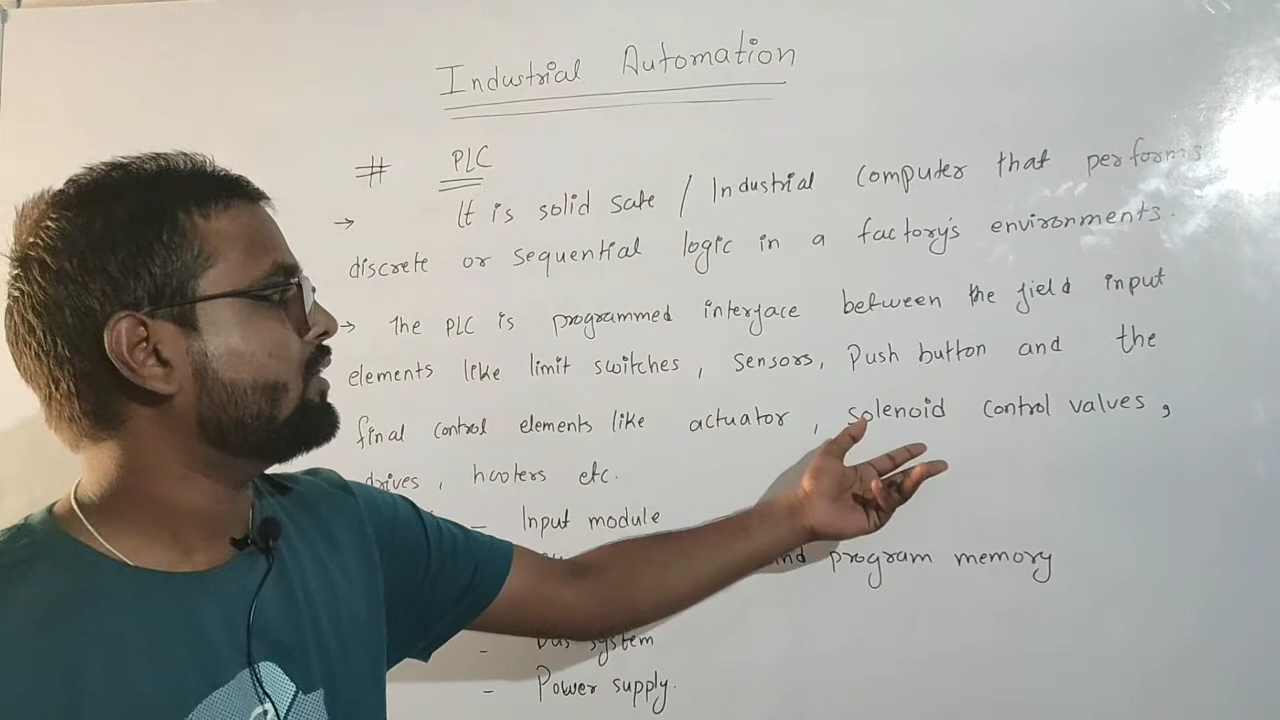 Industrial Automation
# PLC
→ It is solid sate / Industrial computer that performs
discrete or sequential logic in a factory's environments.
→ The PLC is programmed interface between the field input
elements like limit switches, sensors, Push button and the
final control elements like actuator, solenoid control valves,
drives, hooters etc.
- Input module
and program memory
- Bus system
- Power supply.